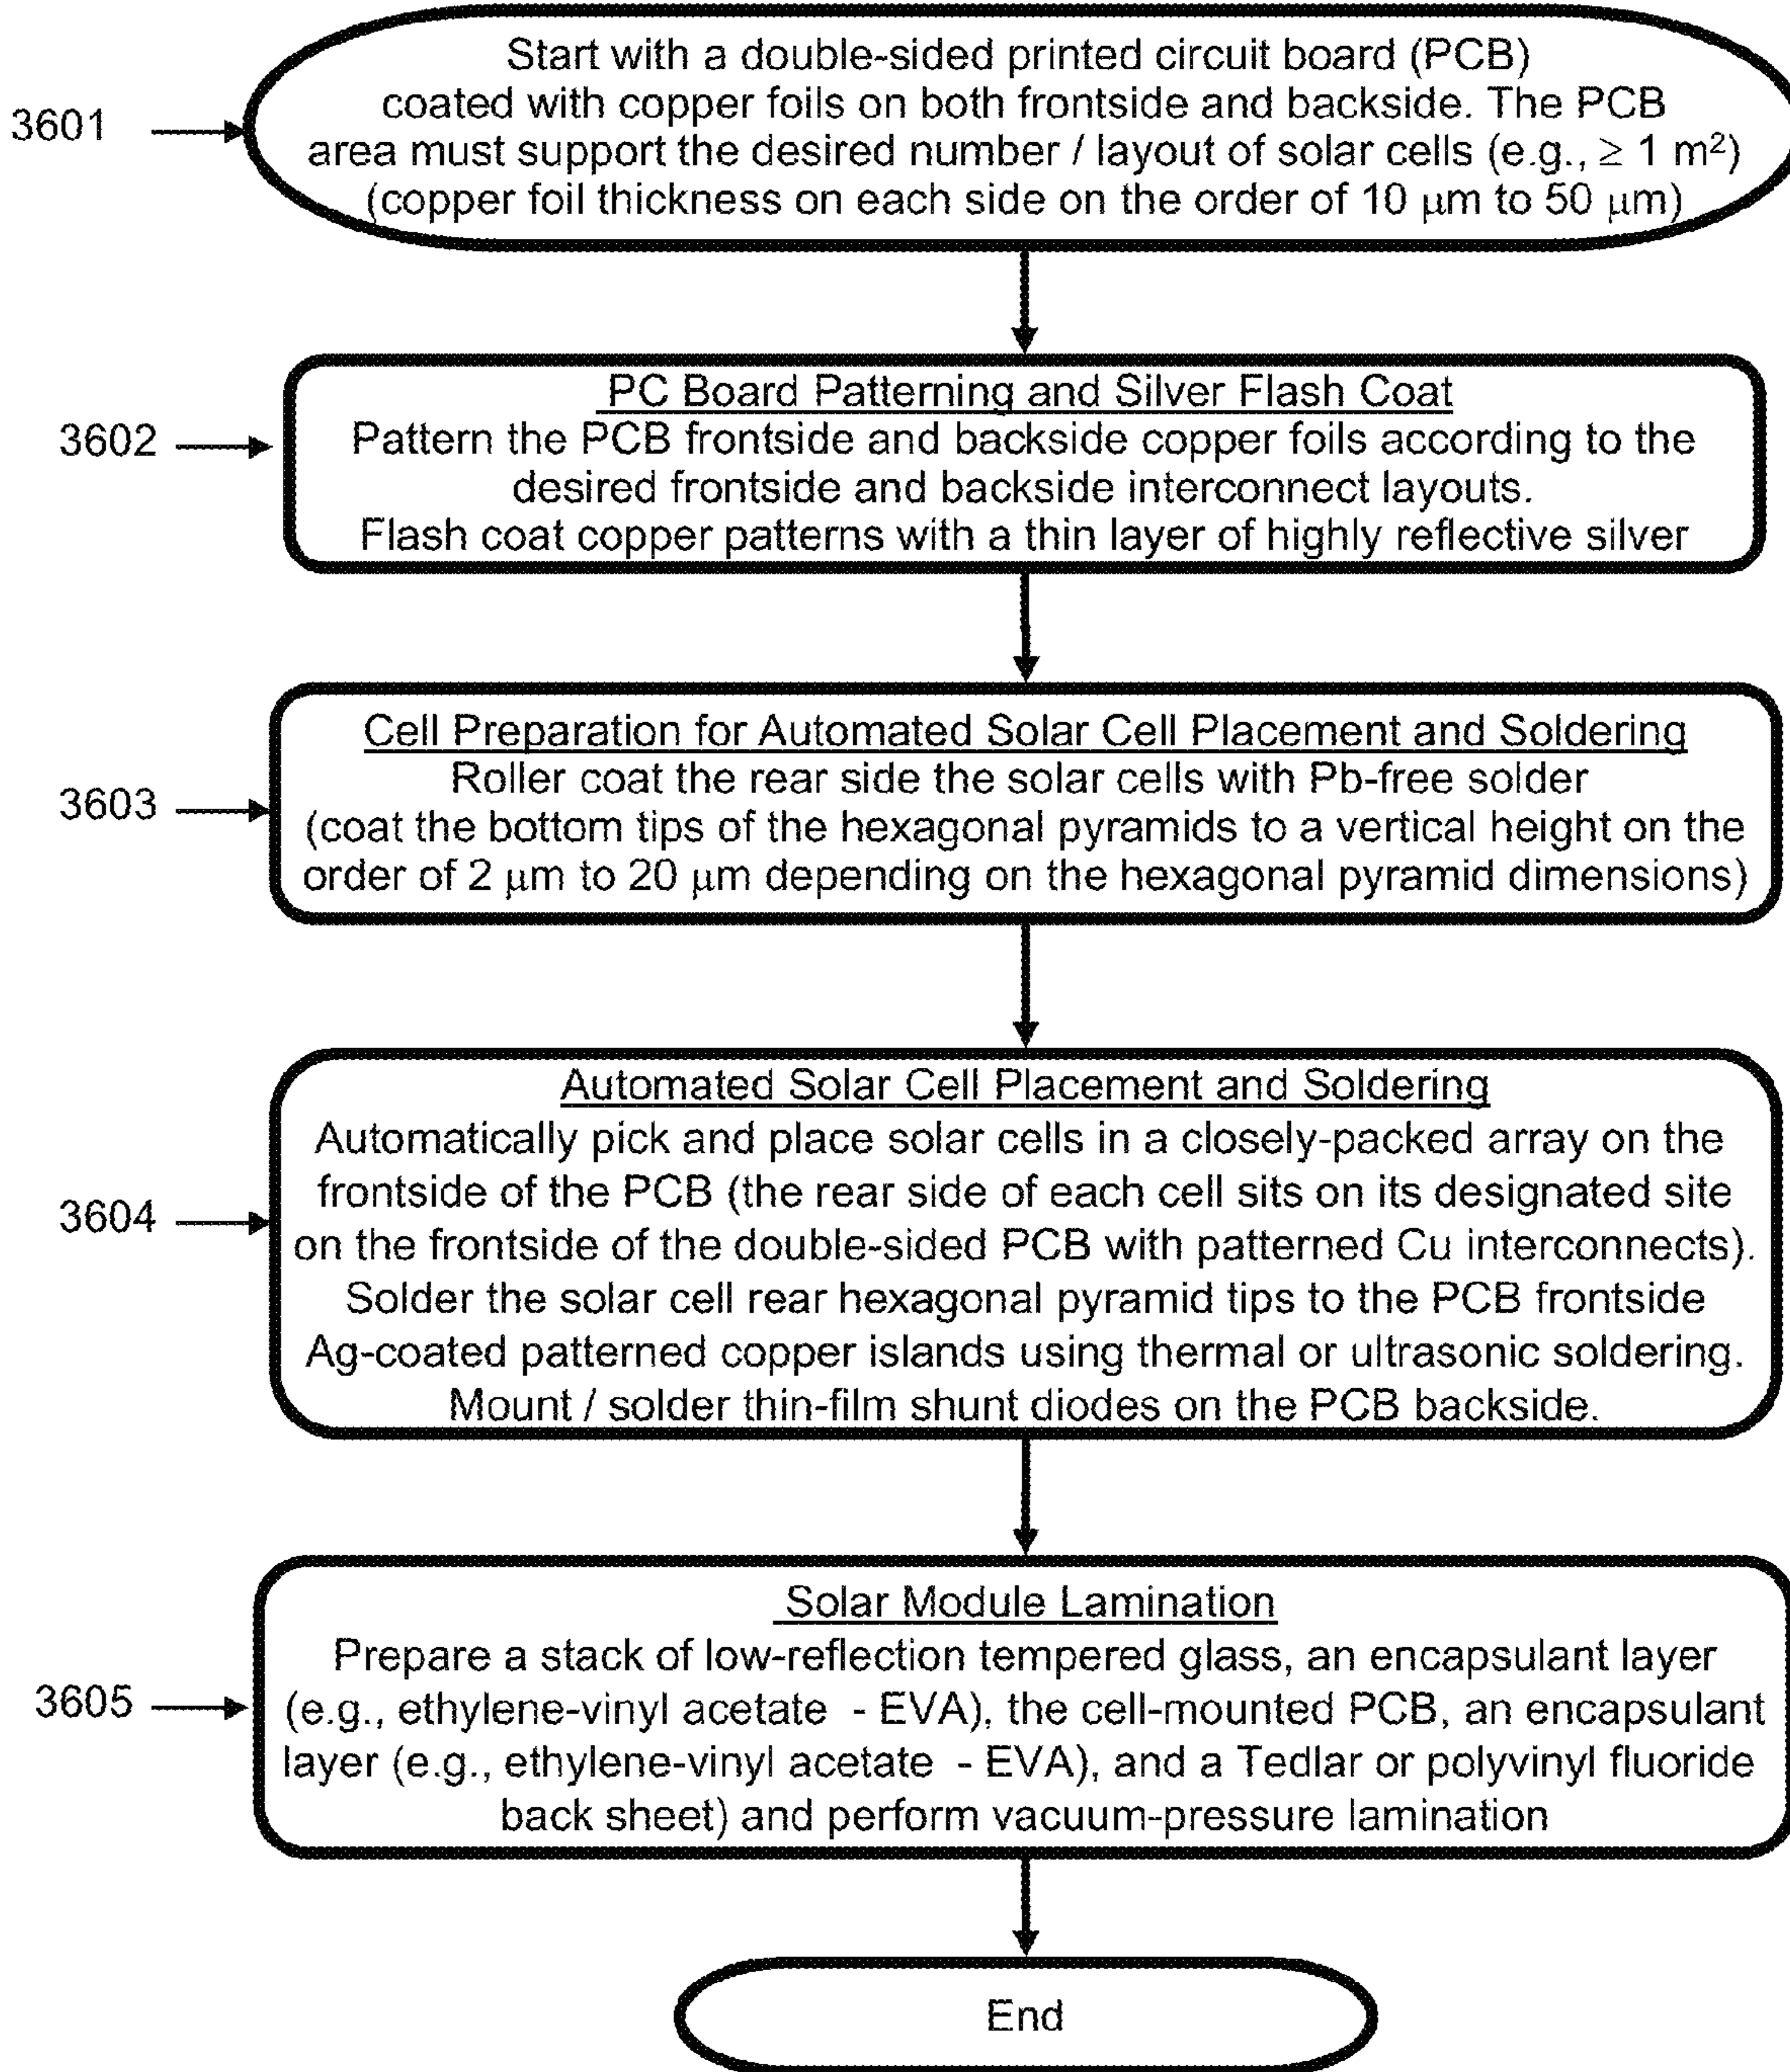 Start with a double-sided printed circuit board (PCB)
coated with copper foils on both frontside and backside. The PCB
area must support the desired number / layout of solar cells (e.g., ≥ 1 m²)
(copper foil thickness on each side on the order of 10 μm to 50 μm)
3601
PC Board Patterning and Silver Flash Coat
Pattern the PCB frontside and backside copper foils according to the
desired frontside and backside interconnect layouts.
Flash coat copper patterns with a thin layer of highly reflective silver
3602
Cell Preparation for Automated Solar Cell Placement and Soldering
Roller coat the rear side the solar cells with Pb-free solder
(coat the bottom tips of the hexagonal pyramids to a vertical height on the
order of 2 μm to 20 μm depending on the hexagonal pyramid dimensions)
3603
Automated Solar Cell Placement and Soldering
Automatically pick and place solar cells in a closely-packed array on the
frontside of the PCB (the rear side of each cell sits on its designated site
on the frontside of the double-sided PCB with patterned Cu interconnects).
Solder the solar cell rear hexagonal pyramid tips to the PCB frontside
Ag-coated patterned copper islands using thermal or ultrasonic soldering.
Mount / solder thin-film shunt diodes on the PCB backside.
3604
Solar Module Lamination
Prepare a stack of low-reflection tempered glass, an encapsulant layer
(e.g., ethylene-vinyl acetate - EVA), the cell-mounted PCB, an encapsulant
layer (e.g., ethylene-vinyl acetate - EVA), and a Tedlar or polyvinyl fluoride
back sheet) and perform vacuum-pressure lamination
3605
End